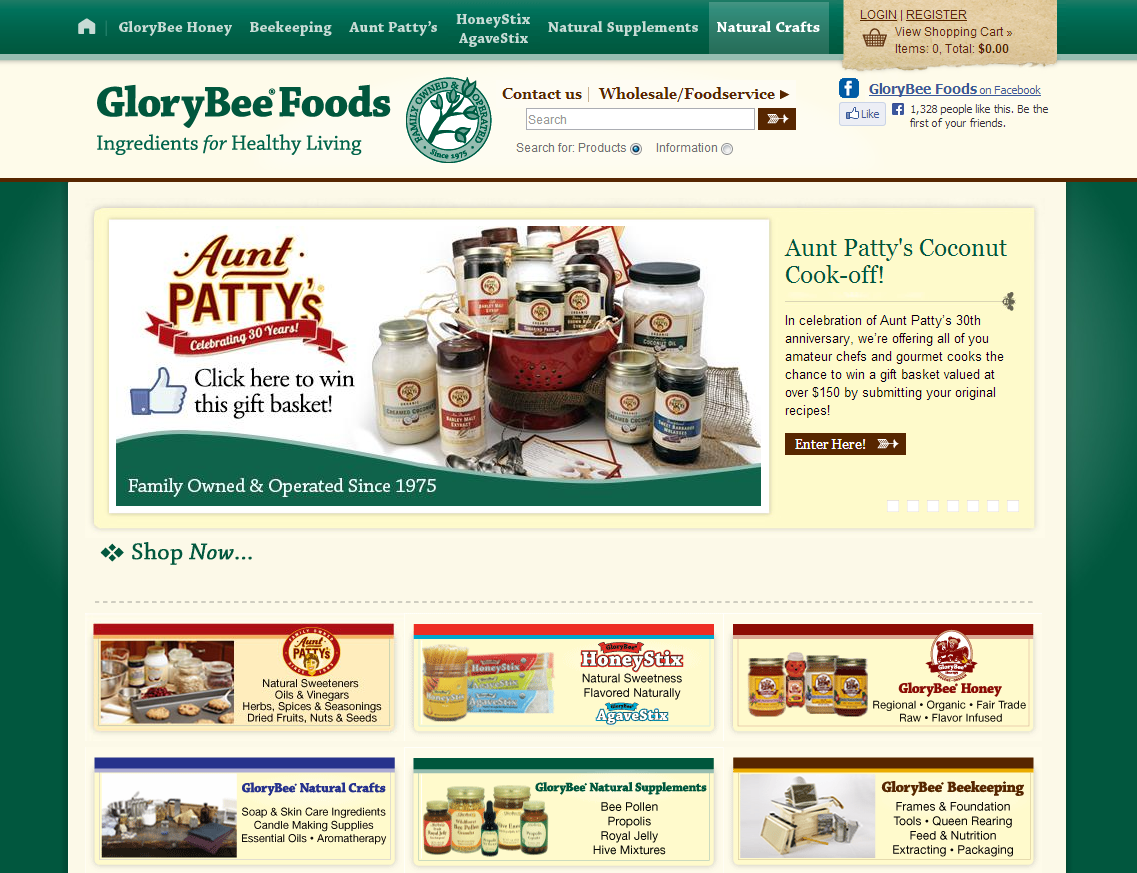 GloryBee Honey
Beekeeping
Aunt Patty's
HoneyStix
AgaveStix
Natural Supplements
Natural Crafts
LOGIN | REGISTER
View Shopping Cart »
Items: 0, Total: $0.00
GloryBee® Foods
Ingredients for Healthy Living
FAMILY OWNED & OPERATED
Since 1975
Contact us | Wholesale/Foodservice ▶
Search
Search for: Products Information
GloryBee Foods on Facebook
Like
1,328 people like this. Be the
first of your friends.
Aunt
PATTY'S
Celebrating 30 Years!
Click here to win
this gift basket!
Family Owned & Operated Since 1975
Aunt Patty's Coconut
Cook-off!
In celebration of Aunt Patty's 30th
anniversary, we're offering all of you
amateur chefs and gourmet cooks the
chance to win a gift basket valued at
over $150 by submitting your original
recipes!
Enter Here!
Shop Now...
Aunt
PATTY'S
Natural Sweeteners
Oils & Vinegars
Herbs, Spices & Seasonings
Dried Fruits, Nuts & Seeds
GloryBee®
HoneyStix
Natural Sweetness
Flavored Naturally
GloryBee®
AgaveStix
GloryBee® Honey
Regional • Organic • Fair Trade
Raw • Flavor Infused
GloryBee® Natural Crafts
Soap & Skin Care Ingredients
Candle Making Supplies
Essential Oils • Aromatherapy
GloryBee® Natural Supplements
Bee Pollen
Propolis
Royal Jelly
Hive Mixtures
GloryBee® Beekeeping
Frames & Foundation
Tools • Queen Rearing
Feed & Nutrition
Extracting • Packaging